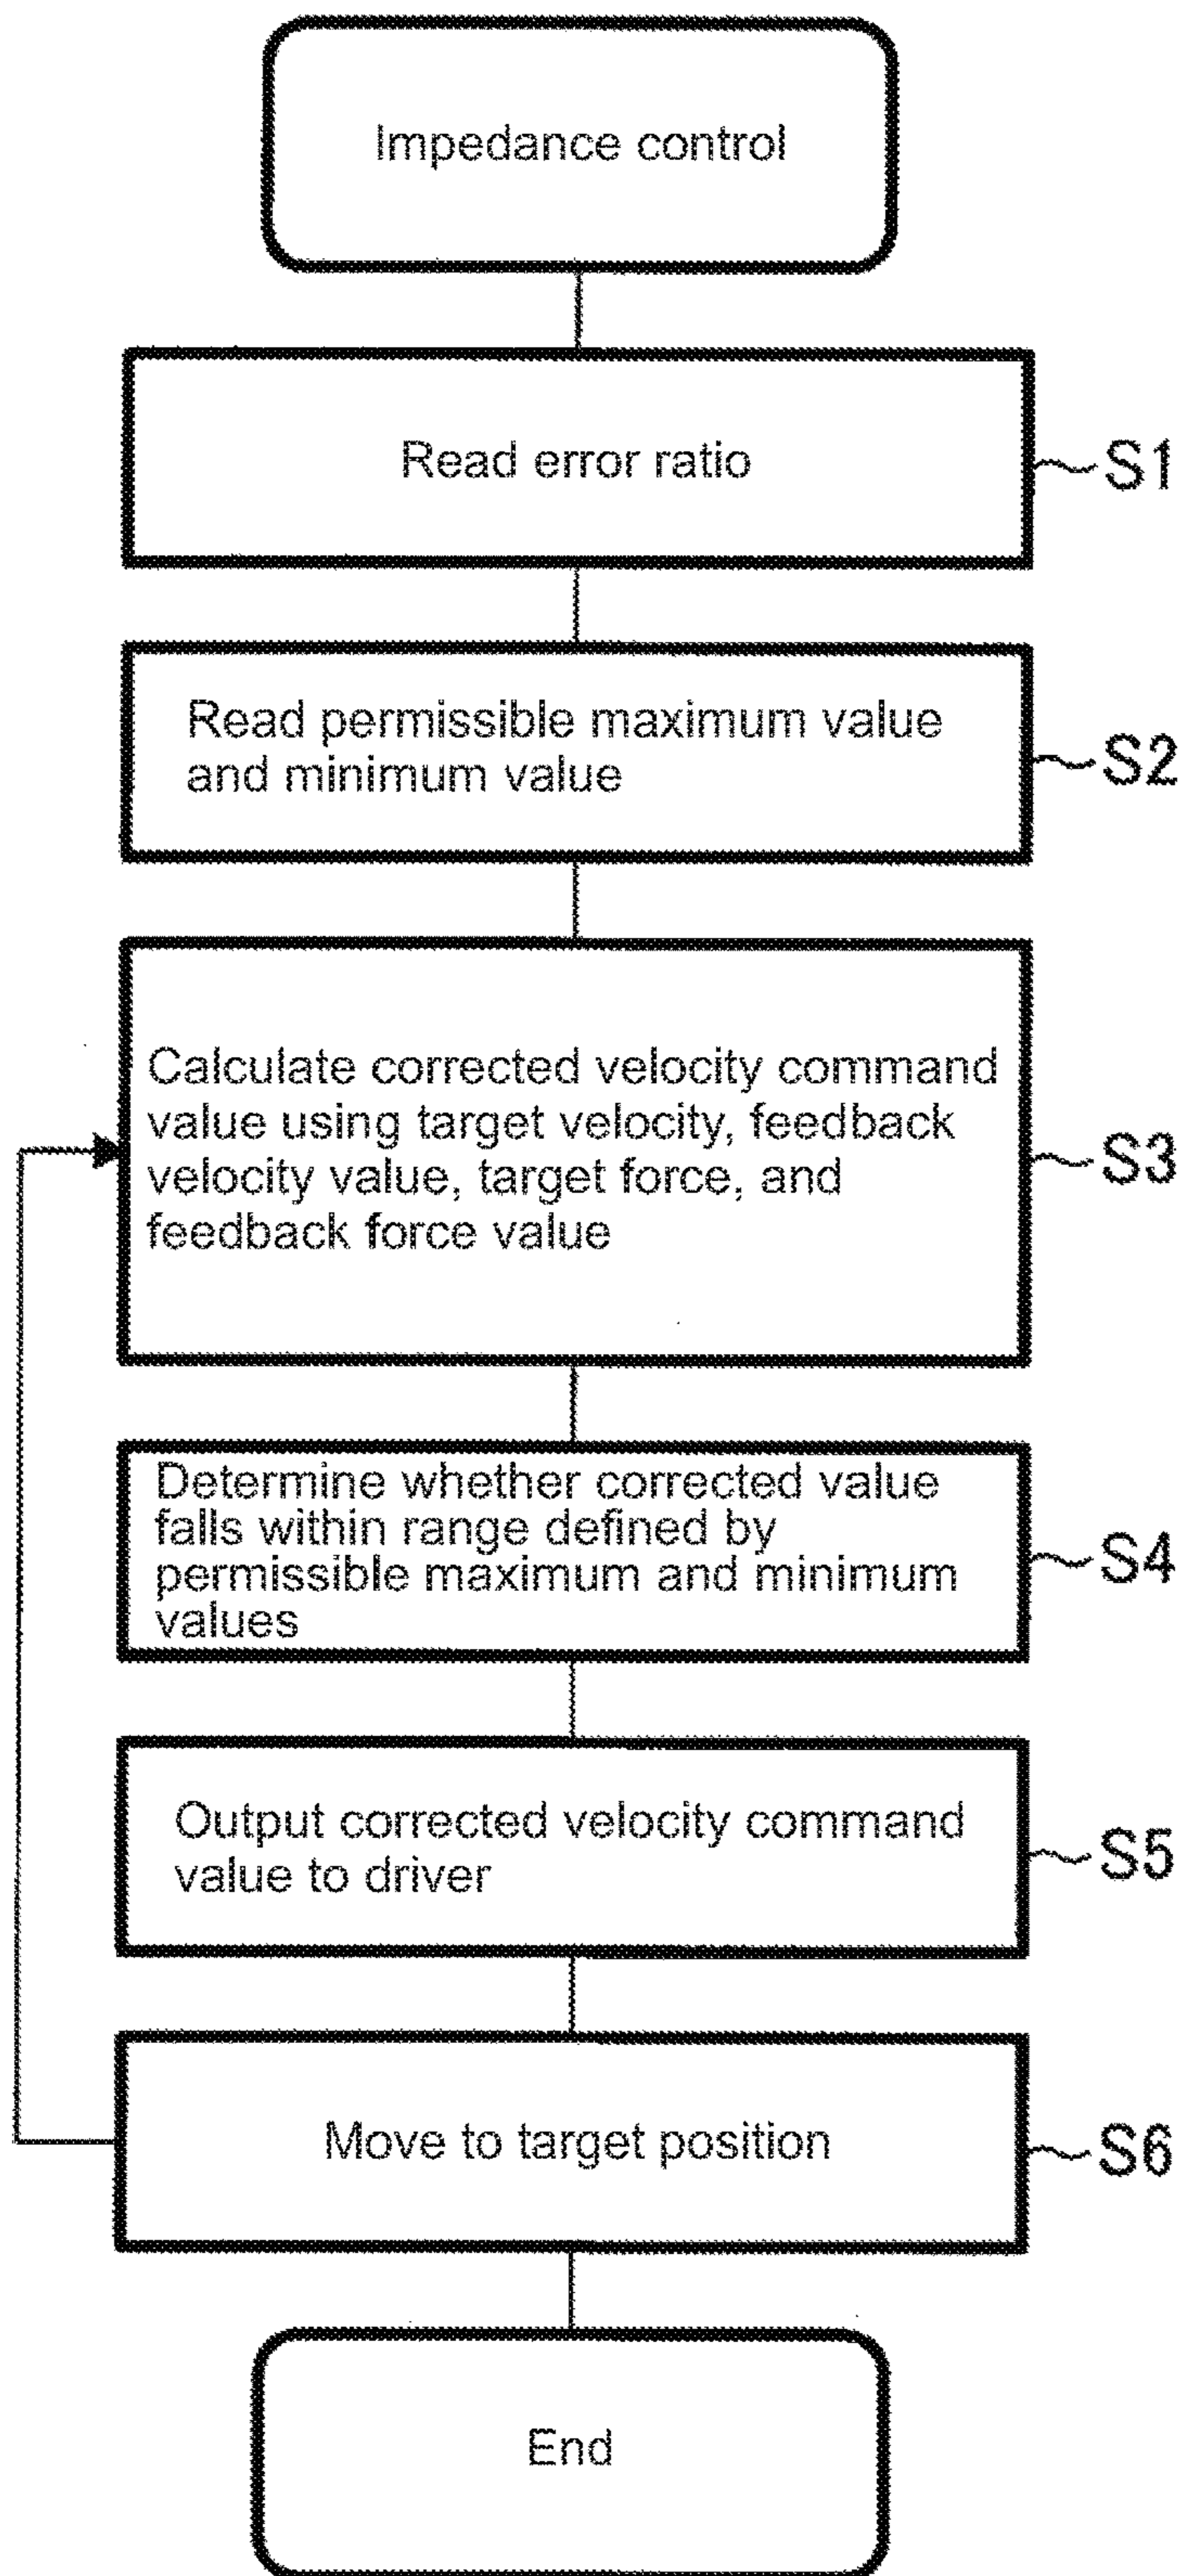 Impedance control
Read error ratio
S1
Read permissible maximum value
and minimum value
S2
Calculate corrected velocity command
value using target velocity, feedback
velocity value, target force, and
feedback force value
S3
Determine whether corrected value
falls within range defined by
permissible maximum and minimum
values
S4
Output corrected velocity command
value to driver
S5
Move to target position
S6
End